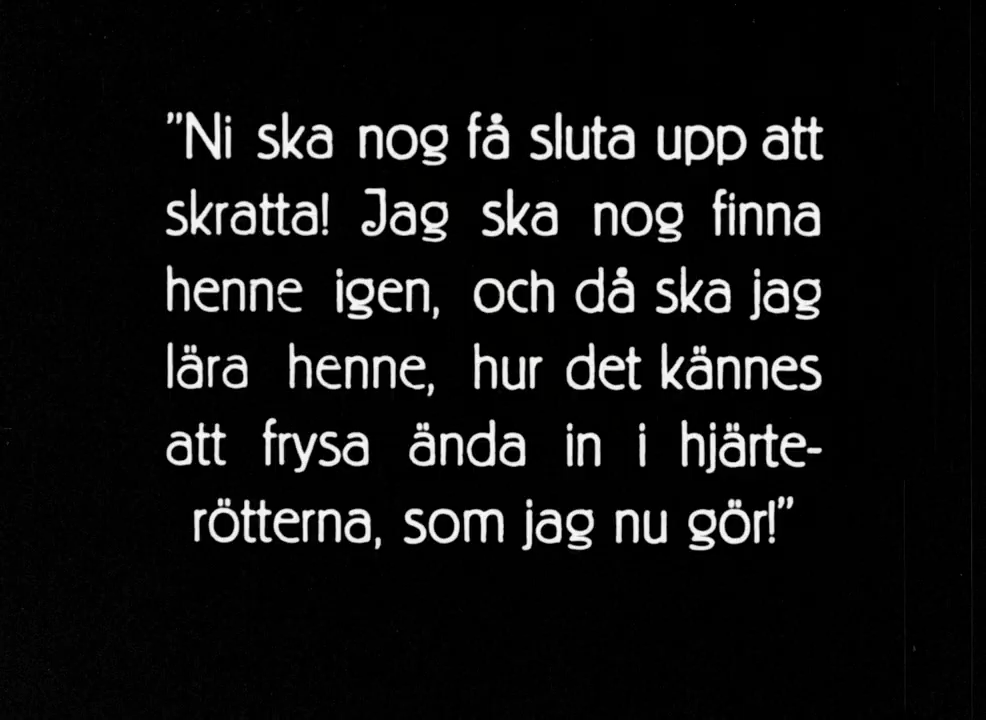 ”Ni ska nog få sluta upp att
skratta! Jag ska nog finna
henne igen, och då ska jag
lära henne, hur det kännes
att frysa ända in i hjärte-
rötterna, som jag nu gör!”